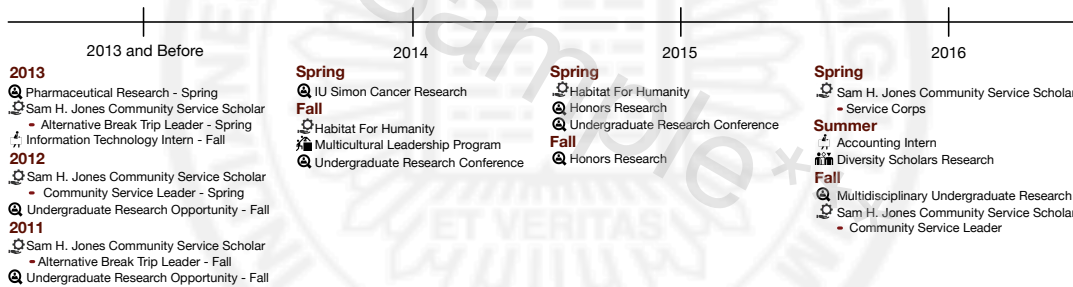 Sample***
ET VERITAS
2013 and Before
2014
2015
2016
2013
Pharmaceutical Research - Spring
Sam H. Jones Community Service Scholar
- Alternative Break Trip Leader - Spring
Information Technology Intern - Fall
2012
Sam H. Jones Community Service Scholar
- Community Service Leader - Spring
Undergraduate Research Opportunity - Fall
2011
Sam H. Jones Community Service Scholar
- Alternative Break Trip Leader - Fall
Undergraduate Research Opportunity - Fall
Spring
IU Simon Cancer Research
Fall
Habitat For Humanity
Multicultural Leadership Program
Undergraduate Research Conference
Spring
Habitat For Humanity
Honors Research
Undergraduate Research Conference
Fall
Honors Research
Spring
Sam H. Jones Community Service Scholar
- Service Corps
Summer
Accounting Intern
Diversity Scholars Research
Fall
Multidisciplinary Undergraduate Research
Sam H. Jones Community Service Scholar
- Community Service Leader